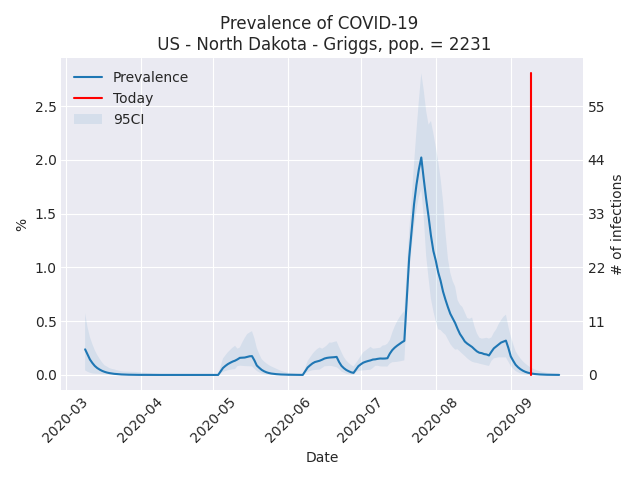 Prevalence of COVID-19
US - North Dakota - Griggs, pop. = 2231
Prevalence
Today
95CI
2.5
2.0
1.5
1.0
0.5
0.0
%
55
44
33
22
11
0
# of infections
2020-03
2020-04
2020-05
2020-06
2020-07
2020-08
2020-09
Date